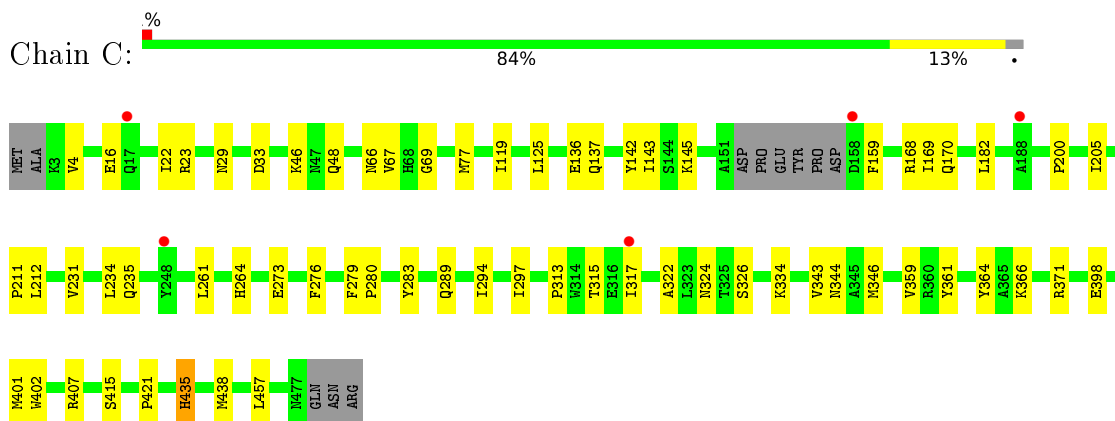 %
Chain C:
84% 13% •
MET ALA K3 V4 E16 Q17 I22 R23 N29 D33 K46 N47 Q48 N66 V67 H68 G69 M77 I119 L125 E136 Q137 Y142 I143 S144 K145 A151 ASP PRO GLU TYR PRO ASP D158 F159 R168 I169 Q170 L182 A188 P200 I205
P211 L212 V231 L234 Q235 Y248 L261 H264 E273 F276 F279 P280 Y283 Q289 I294 I297 P313 W314 T315 E316 I317 A322 L323 N324 T325 S326 K334 V343 N344 A345 M346 V359 R360 Y361 Y364 A365 K366 R371 E398
M401 W402 R407 S415 P421 H435 M438 L457 N477 GLN ASN ARG